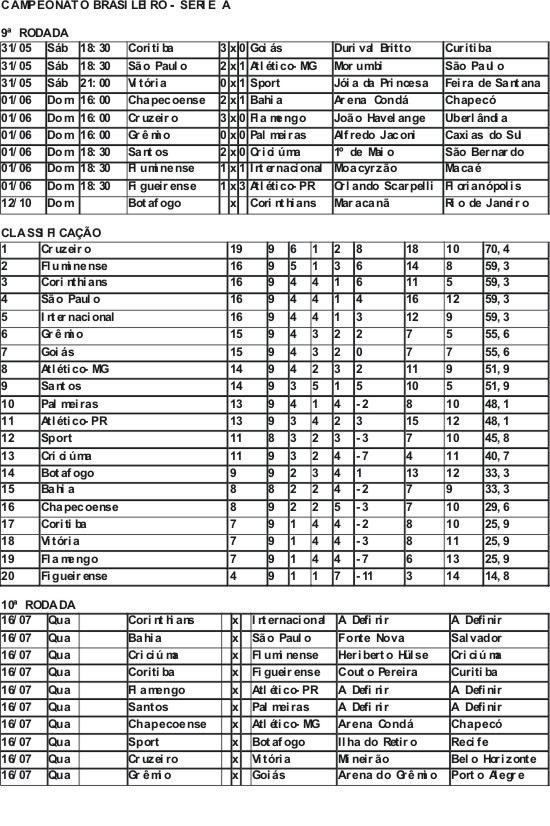 CAMPEONATO BRASILEIRO - SERIE A
9ª RODADA
31/05 Sáb 18:30 Coritiba 3 x 0 Goiás Durival Britto Curitiba
31/05 Sáb 18:30 São Paulo 2 x 1 Atlético-MG Morumbi São Paulo
31/05 Sáb 21:00 Vitória 0 x 1 Sport Jóia da Princesa Feira de Santana
01/06 Dom 16:00 Chapecoense 2 x 1 Bahia Arena Condá Chapecó
01/06 Dom 16:00 Cruzeiro 3 x 0 Flamengo João Havelange Uberlândia
01/06 Dom 16:00 Grêmio 0 x 0 Palmeiras Alfredo Jaconi Caxias do Sul
01/06 Dom 18:30 Santos 2 x 0 Criciúma 1º de Maio São Bernardo
01/06 Dom 18:30 Fluminense 1 x 1 Internacional Moacyrzão Macaé
01/06 Dom 18:30 Figueirense 1 x 3 Atlético-PR Orlando Scarpelli Florianópolis
12/10 Dom Botafogo x Corinthians Maracanã Rio de Janeiro
CLASSIFICAÇÃO
1 Cruzeiro 19 9 6 1 2 8 18 10 70,4
2 Fluminense 16 9 5 1 3 6 14 8 59,3
3 Corinthians 16 9 4 4 1 6 11 5 59,3
4 São Paulo 16 9 4 4 1 4 16 12 59,3
5 Internacional 16 9 4 4 1 3 12 9 59,3
6 Grêmio 15 9 4 3 2 2 7 5 55,6
7 Goiás 15 9 4 3 2 0 7 7 55,6
8 Atlético-MG 14 9 4 2 3 2 11 9 51,9
9 Santos 14 9 3 5 1 5 10 5 51,9
10 Palmeiras 13 9 4 1 4 -2 8 10 48,1
11 Atlético-PR 13 9 3 4 2 3 15 12 48,1
12 Sport 11 8 3 2 3 -3 7 10 45,8
13 Criciúma 11 9 3 2 4 -7 4 11 40,7
14 Botafogo 9 9 2 3 4 1 13 12 33,3
15 Bahia 8 8 2 2 4 -2 7 9 33,3
16 Chapecoense 8 9 2 2 5 -3 7 10 29,6
17 Coritiba 7 9 1 4 4 -2 8 10 25,9
18 Vitória 7 9 1 4 4 -3 8 11 25,9
19 Flamengo 7 9 1 4 4 -7 6 13 25,9
20 Figueirense 4 9 1 1 7 -11 3 14 14,8
10ª RODADA
16/07 Qua Corinthians x Internacional A Definir A Definir
16/07 Qua Bahia x São Paulo Fonte Nova Salvador
16/07 Qua Criciúma x Fluminense Heriberto Hülse Criciúma
16/07 Qua Coritiba x Figueirense Couto Pereira Curitiba
16/07 Qua Flamengo x Atlético-PR A Definir A Definir
16/07 Qua Santos x Palmeiras A Definir A Definir
16/07 Qua Chapecoense x Atlético-MG Arena Condá Chapecó
16/07 Qua Sport x Botafogo Ilha do Retiro Recife
16/07 Qua Cruzeiro x Vitória Mineirão Belo Horizonte
16/07 Qua Grêmio x Goiás Arena do Grêmio Porto Alegre